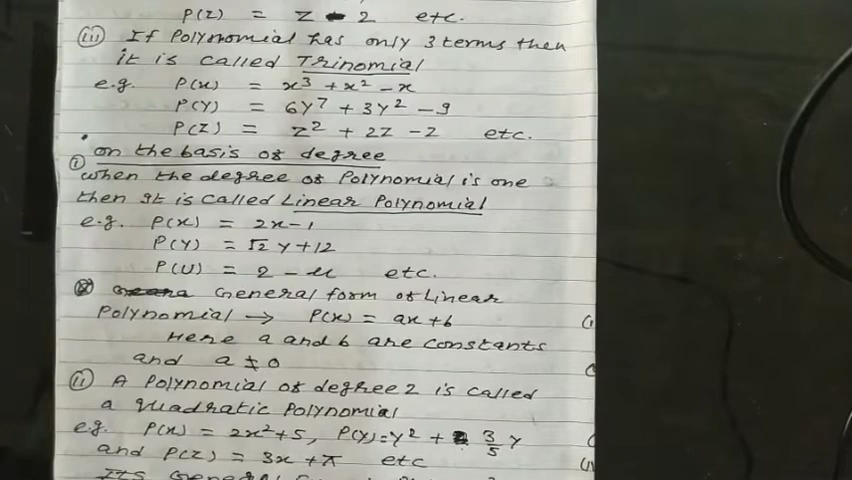 P(Z) = Z - 2 etc.
(iii) If Polynomial has only 3 terms then
it is called Trinomial
e.g. P(x) = x³ + x² - x
P(Y) = 6Y⁷ + 3Y² - 9
P(Z) = Z² + 2Z - 2 etc.
on the basis of degree
(i) when the degree of Polynomial is one
then It is called Linear Polynomial
e.g. P(x) = 2x - 1
P(Y) = √2 Y + 12
P(U) = 2 - u etc.
General form of Linear
Polynomial → P(x) = ax + b
Here a and b are constants
and a ≠ 0
(ii) A Polynomial of degree 2 is called
a quadratic Polynomial
e.g. P(x) = 2x² + 5, P(Y) = Y² + 3/5 Y
and P(Z) = 3x + π etc
Its General